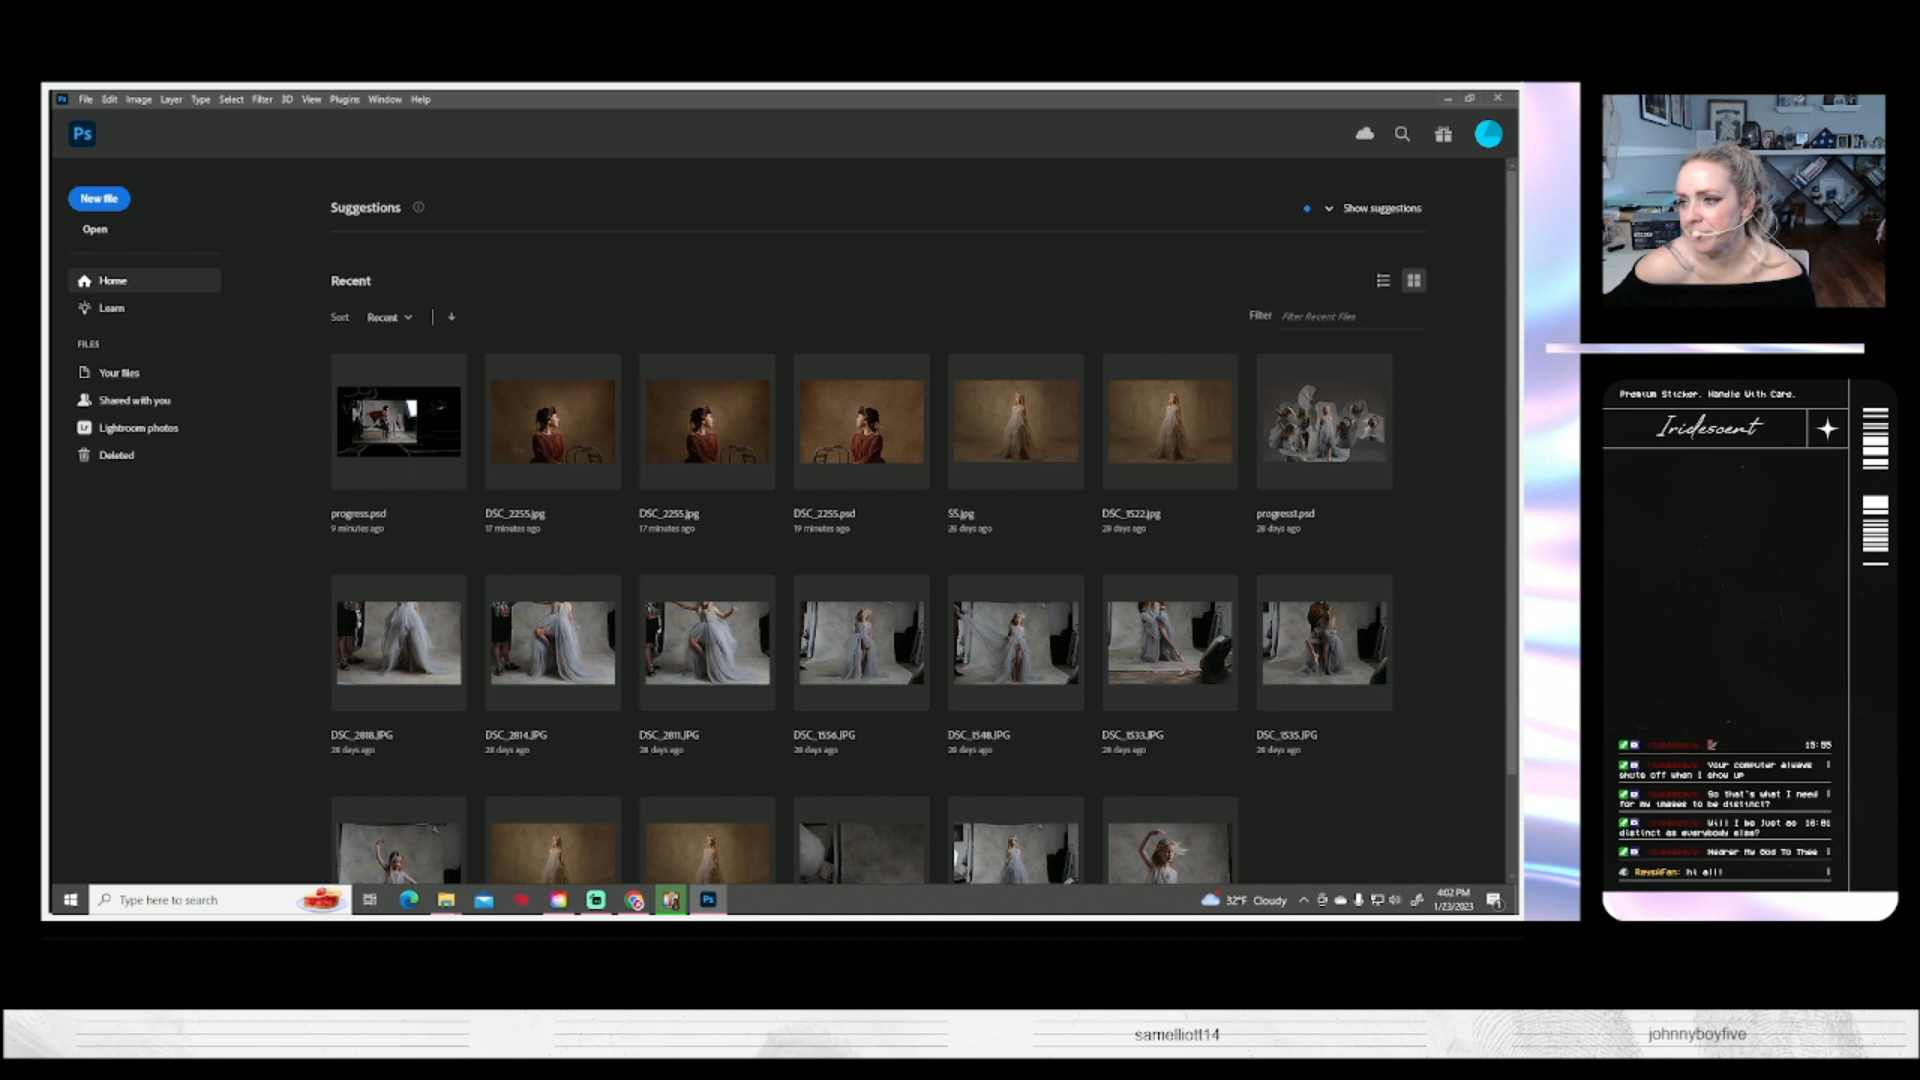 Ps File Edit Image Layer Type Select Filter 3D View Plugins Window Help
Ps
New file
Open
Home
Learn
FILES
Your files
Shared with you
Lightroom photos
Deleted
Suggestions
Show suggestions
Recent
Sort Recent
Filter Filter Recent Files
progress.psd DSC_2255.jpg DSC_2255.jpg DSC_2255.psd SS.jpg DSC_1522.jpg progress1.psd
9 minutes ago 17 minutes ago 17 minutes ago 19 minutes ago 28 days ago 28 days ago 28 days ago
DSC_2818.JPG DSC_2814.JPG DSC_2811.JPG DSC_1556.JPG DSC_1548.JPG DSC_1533.JPG DSC_1535.JPG
28 days ago 28 days ago 28 days ago 28 days ago 28 days ago 28 days ago 28 days ago
Type here to search
Ps
32°F Cloudy
4:02 PM
1/23/2023
Premium Sticker. Handle With Care.
Iridescent
15:55
Your computer always
shuts off when I show up
So that's what I need
for my images to be distinct?
Will I be just as 16:01
distinct as everybody else?
Nearer My God To Thee
RaysAFan: hi all!
samelliott14
johnnyboyfive